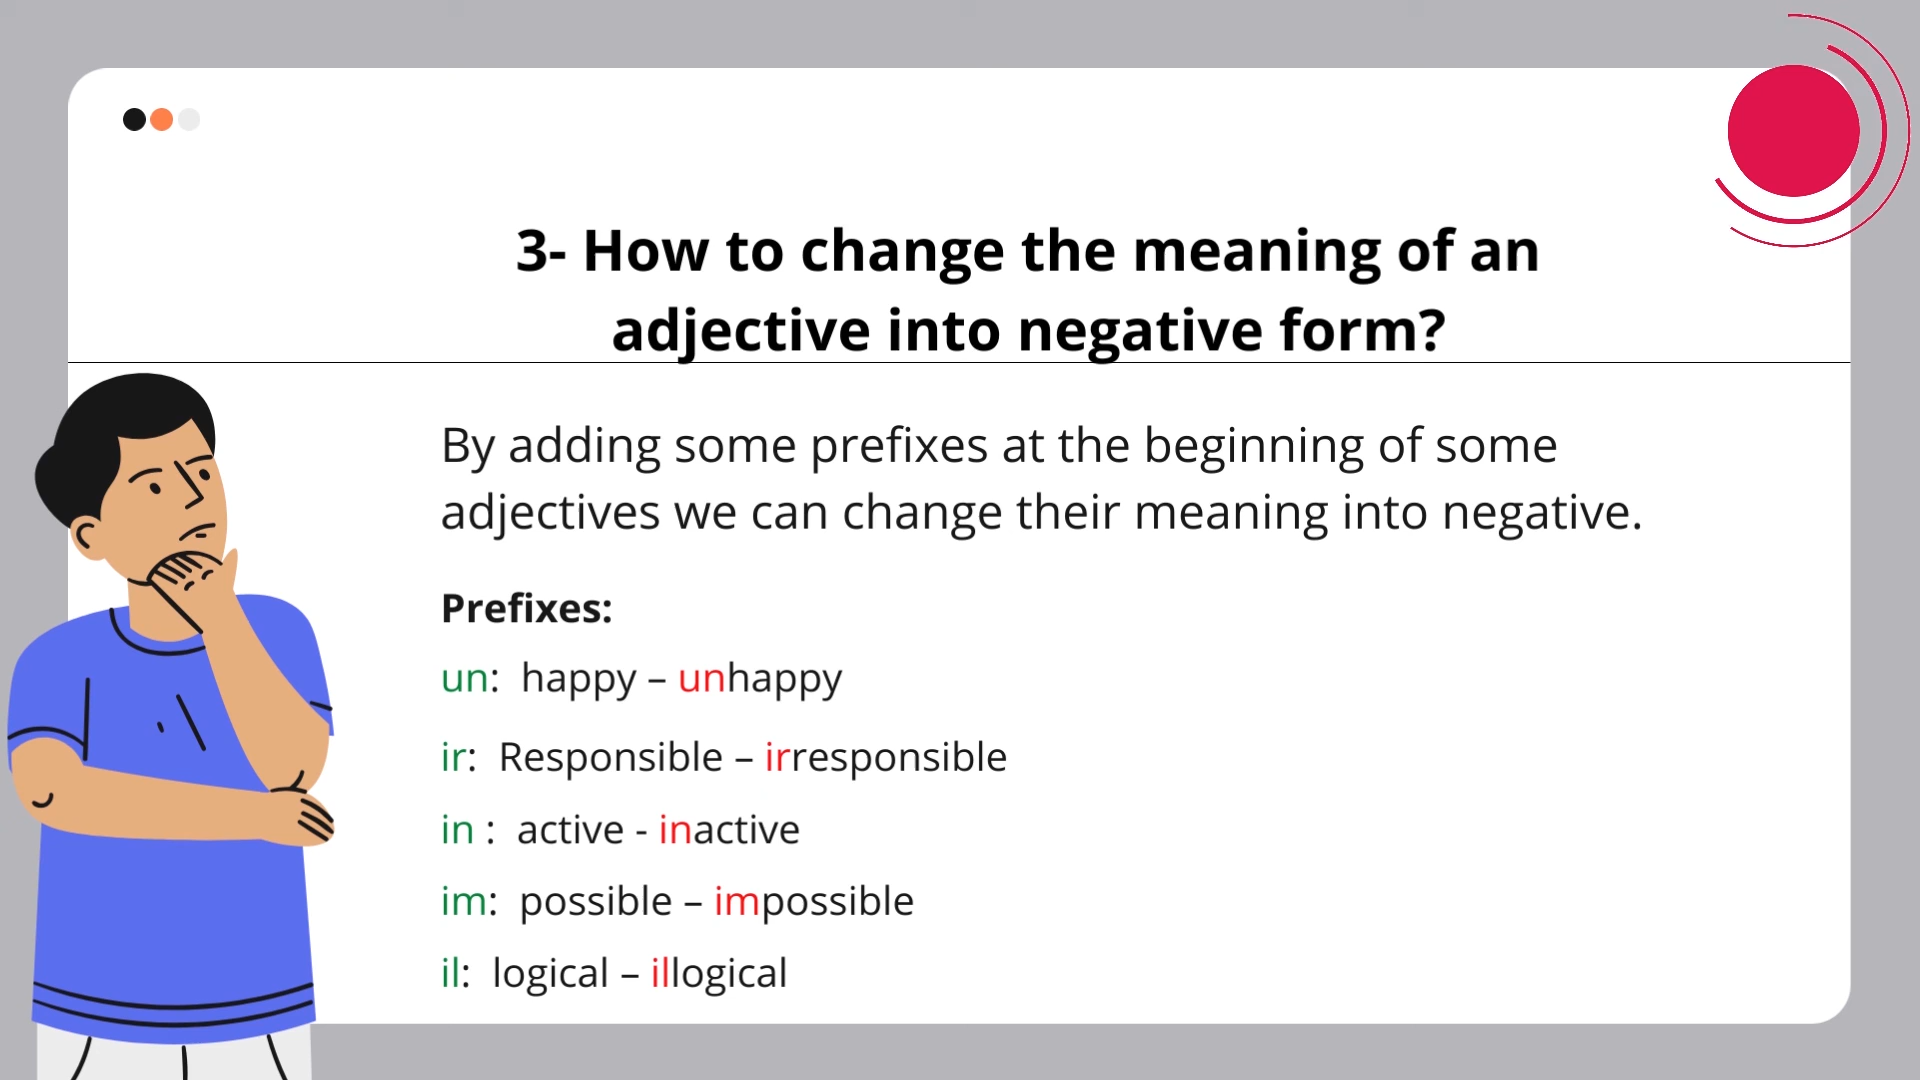 3- How to change the meaning of an
adjective into negative form?
By adding some prefixes at the beginning of some
adjectives we can change their meaning into negative.
Prefixes:
un:  happy – unhappy
ir:  Responsible – irresponsible
in :  active - inactive
im:  possible – impossible
il:  logical – illogical